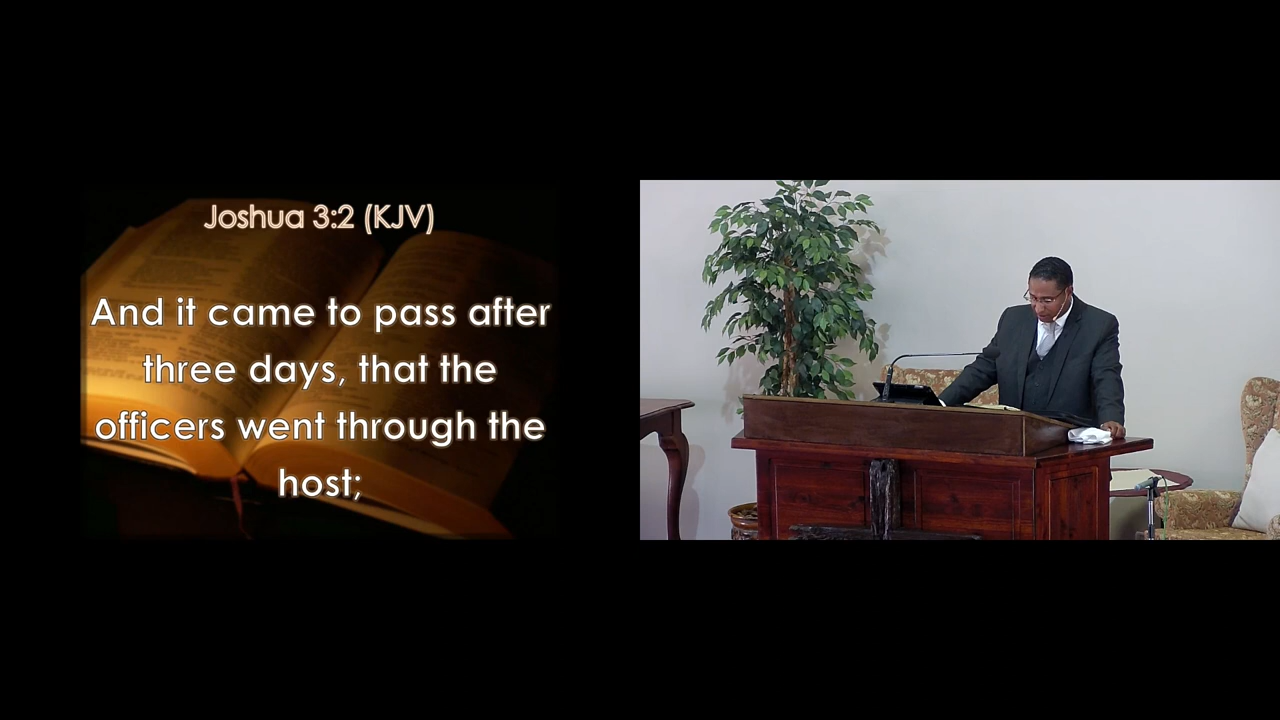 Joshua 3:2 (KJV)
And it came to pass after
three days, that the
officers went through the
host;